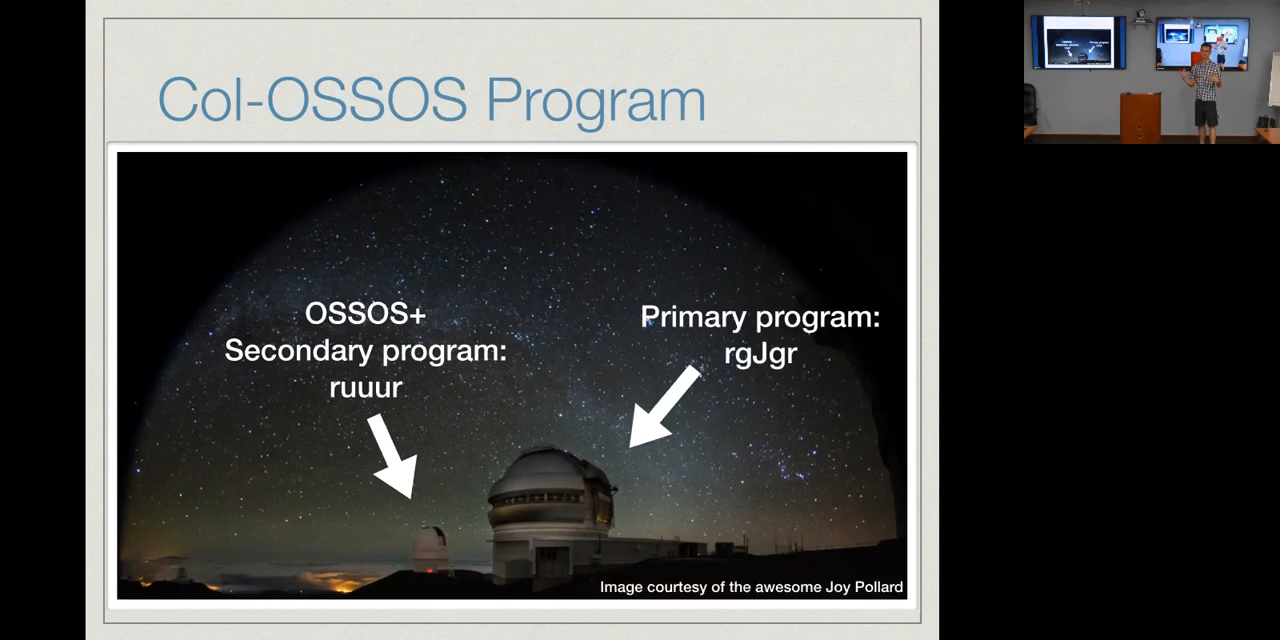 Col-OSSOS Program
OSSOS+
Secondary program:
ruuur
Primary program:
rgJgr
Image courtesy of the awesome Joy Pollard